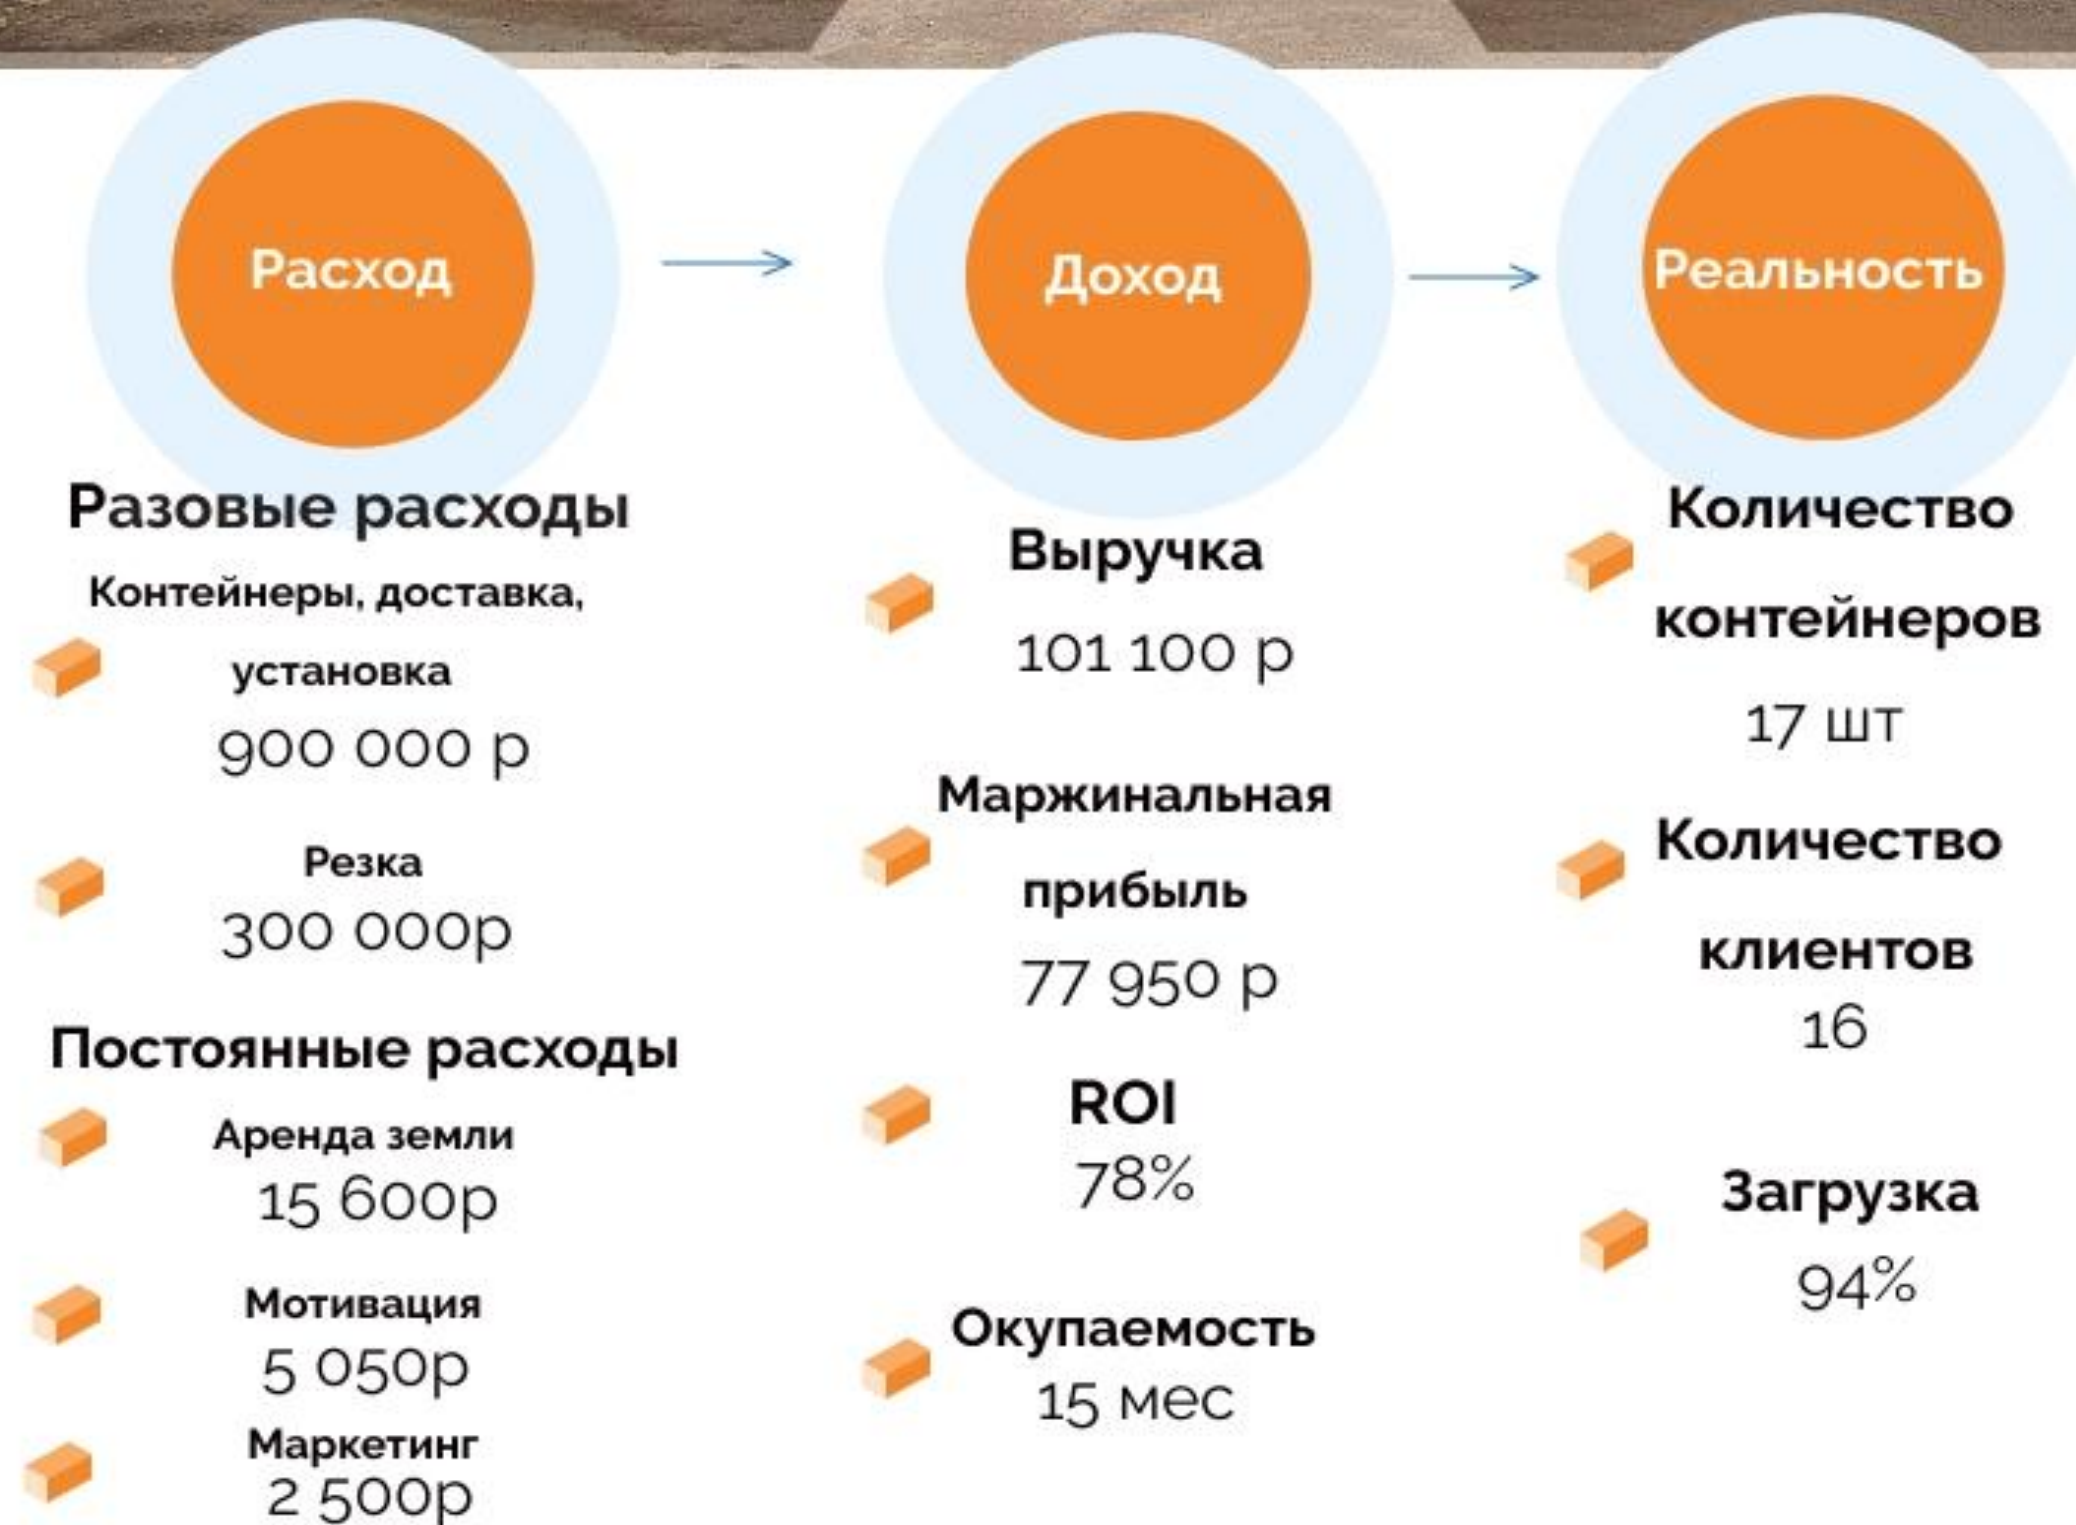 Расход
Разовые расходы
Контейнеры, доставка,
установка
900 000 р
Резка
300 000р
Постоянные расходы
Аренда земли
15 600р
Мотивация
5 050р
Маркетинг
2 500р
Доход
Выручка
101 100 р
Маржинальная
прибыль
77 950 р
ROI
78%
Окупаемость
15 мес
Реальность
Количество
контейнеров
17 шт
Количество
клиентов
16
Загрузка
94%